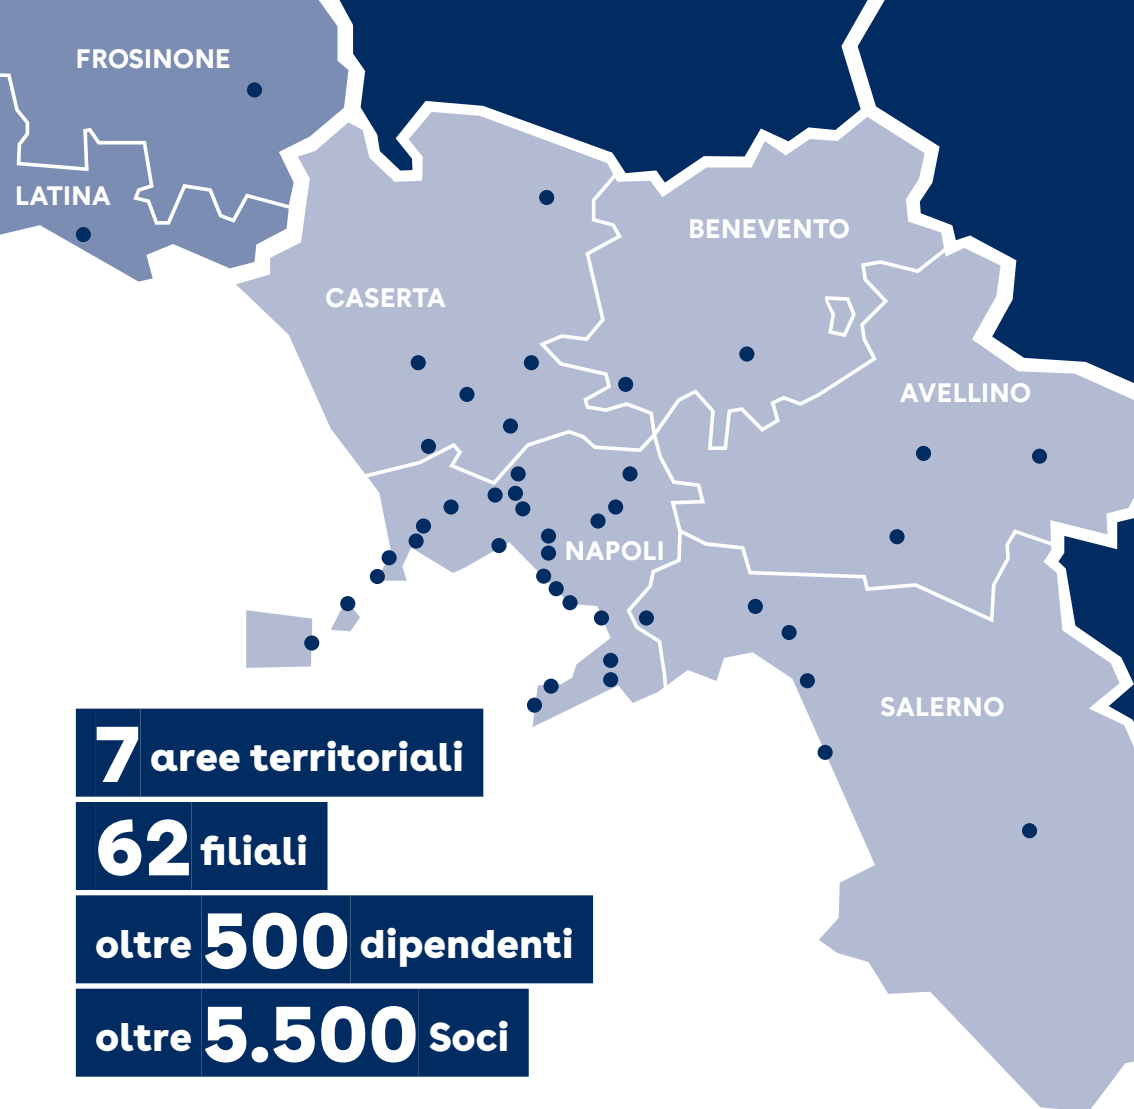 FROSINONE
LATINA
BENEVENTO
CASERTA
AVELLINO
NAPOLI
SALERNO
7 aree territoriali
62 filiali
oltre 500 dipendenti
oltre 5.500 Soci